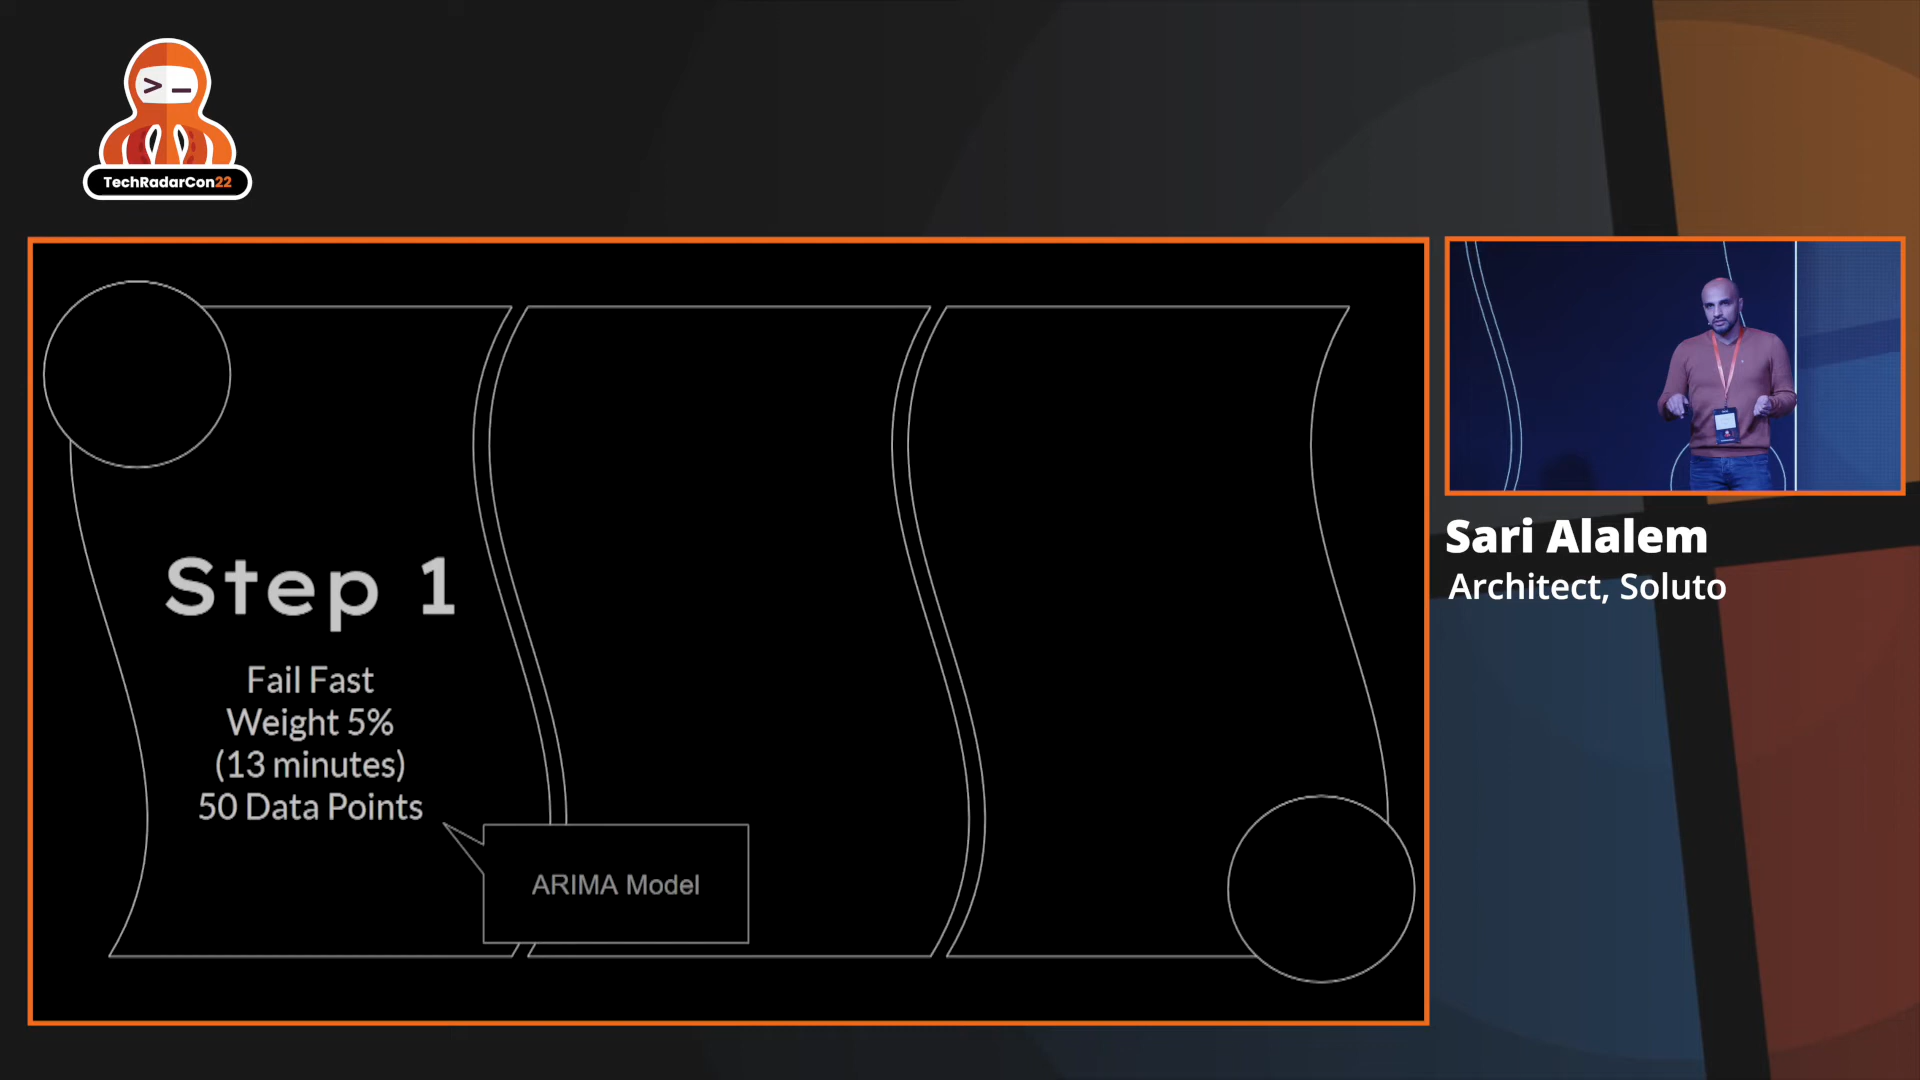 >_
TechRadarCon22
Step 1
Fail Fast
Weight 5%
(13 minutes)
50 Data Points
ARIMA Model
Sari Alalem
Architect, Soluto